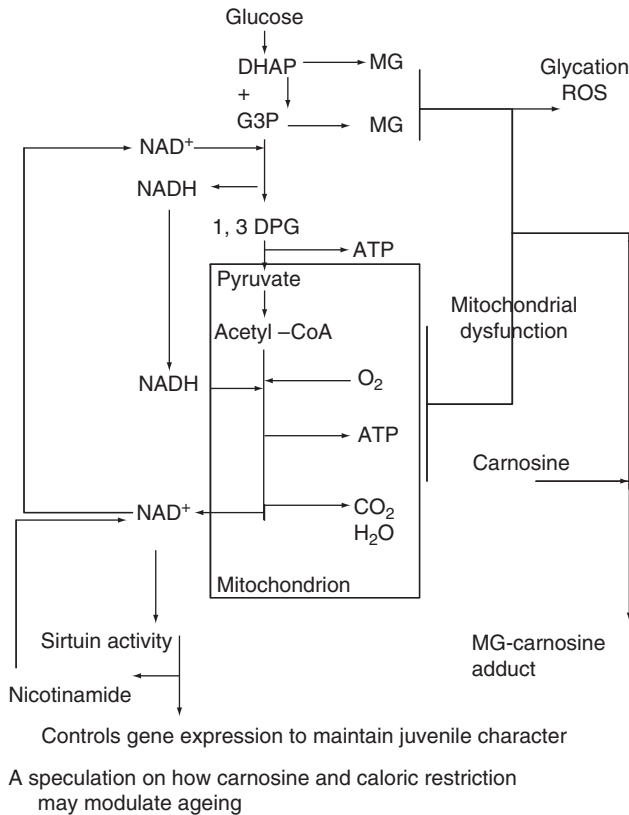 Glucose
DHAP
MG
+
G3P
MG
Glycation
ROS
NAD⁺
NADH
1, 3 DPG
ATP
Pyruvate
Acetyl –CoA
Mitochondrial
dysfunction
NADH
O₂
ATP
Carnosine
NAD⁺
CO₂
H₂O
Mitochondrion
Sirtuin activity
MG-carnosine
adduct
Nicotinamide
Controls gene expression to maintain juvenile character
A speculation on how carnosine and caloric restriction
may modulate ageing